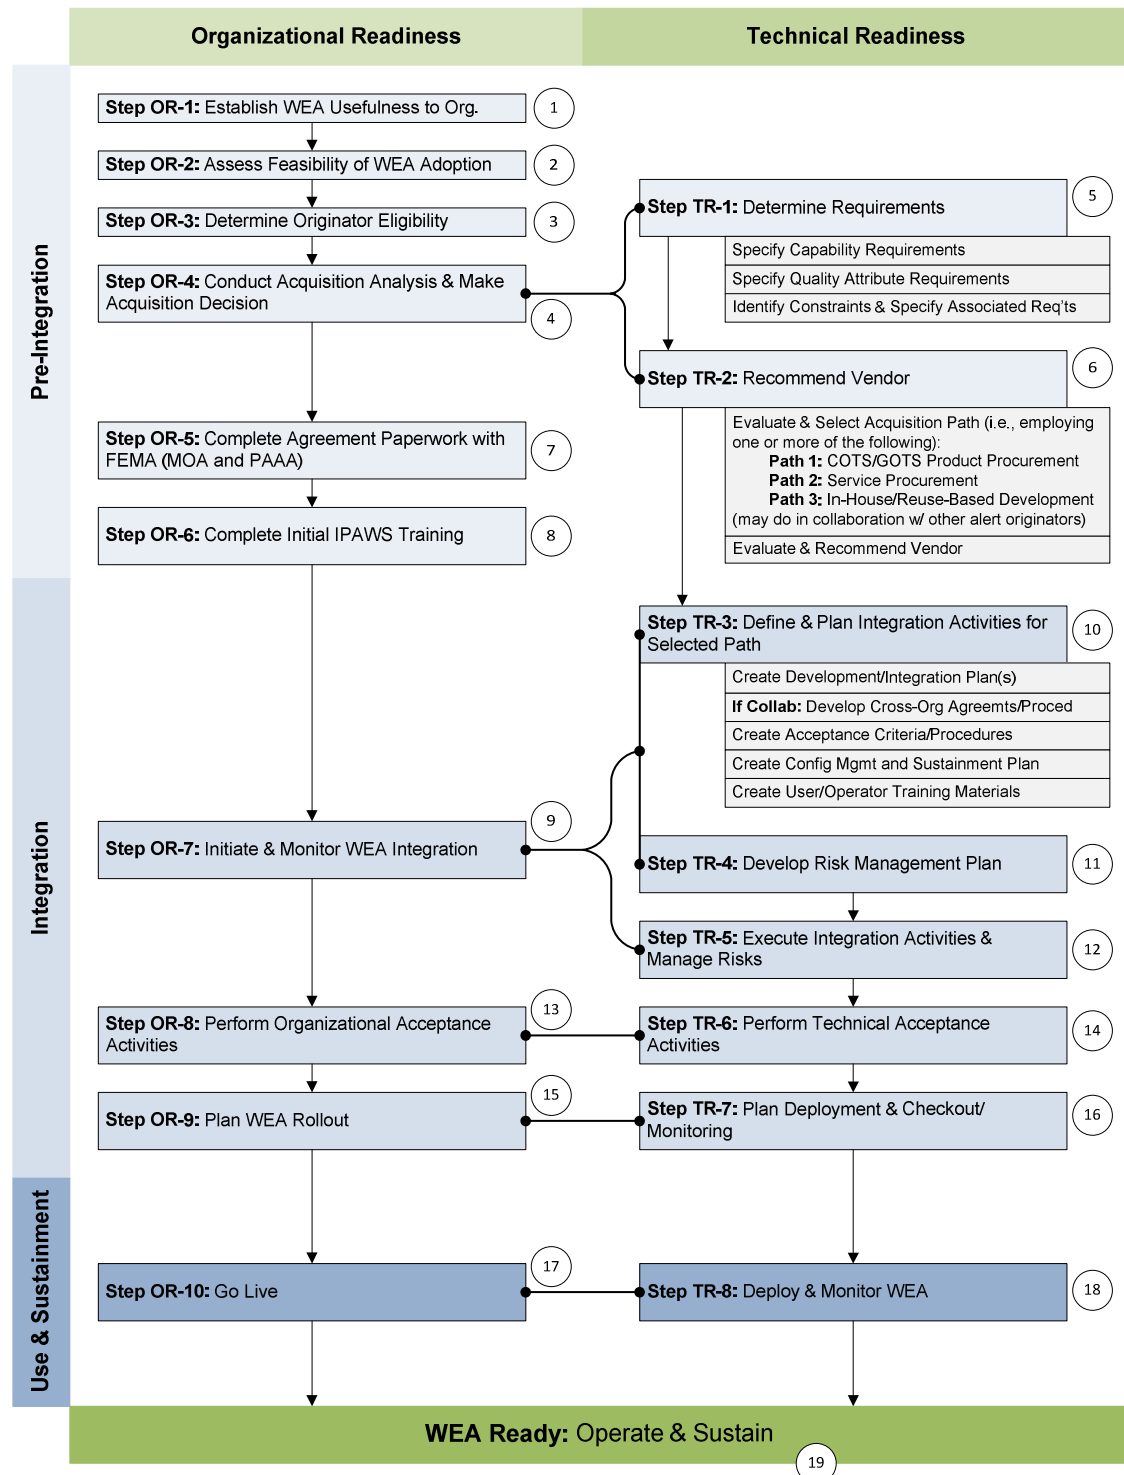 Organizational Readiness
Technical Readiness
Pre-Integration
Step OR-1: Establish WEA Usefulness to Org.
1
Step OR-2: Assess Feasibility of WEA Adoption
2
Step OR-3: Determine Originator Eligibility
3
Step OR-4: Conduct Acquisition Analysis & Make
Acquisition Decision
4
Step TR-1: Determine Requirements
5
Specify Capability Requirements
Specify Quality Attribute Requirements
Identify Constraints & Specify Associated Req'ts
Step TR-2: Recommend Vendor
6
Evaluate & Select Acquisition Path (i.e., employing
one or more of the following):
Path 1: COTS/GOTS Product Procurement
Path 2: Service Procurement
Path 3: In-House/Reuse-Based Development
(may do in collaboration w/ other alert originators)
Evaluate & Recommend Vendor
Step OR-5: Complete Agreement Paperwork with
FEMA (MOA and PAAA)
7
Step OR-6: Complete Initial IPAWS Training
8
Integration
Step OR-7: Initiate & Monitor WEA Integration
9
Step TR-3: Define & Plan Integration Activities for
Selected Path
10
Create Development/Integration Plan(s)
If Collab: Develop Cross-Org Agreemts/Proced
Create Acceptance Criteria/Procedures
Create Config Mgmt and Sustainment Plan
Create User/Operator Training Materials
Step TR-4: Develop Risk Management Plan
11
Step TR-5: Execute Integration Activities &
Manage Risks
12
Step OR-8: Perform Organizational Acceptance
Activities
13
Step TR-6: Perform Technical Acceptance
Activities
14
Step OR-9: Plan WEA Rollout
15
Step TR-7: Plan Deployment & Checkout/
Monitoring
16
Use & Sustainment
Step OR-10: Go Live
17
Step TR-8: Deploy & Monitor WEA
18
WEA Ready: Operate & Sustain
19